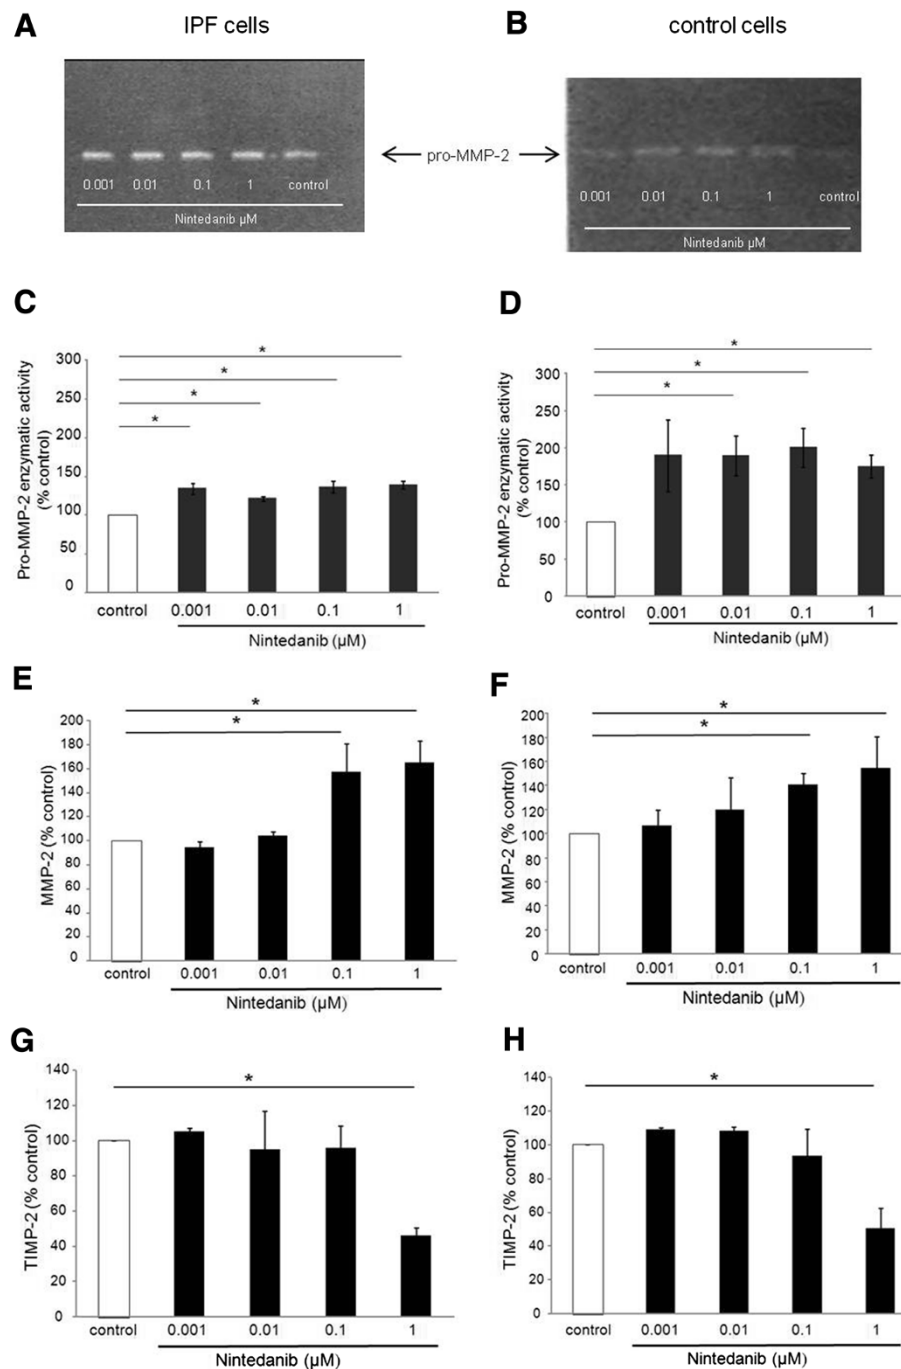 A
IPF cells
B
control cells
0.001 0.01 0.1 1 control
Nintedanib µM
pro-MMP-2
0.001 0.01 0.1 1 control
Nintedanib µM
C
Pro-MMP-2 enzymatic activity
(% control)
300
250
200
150
100
50
0
* * * *
control 0.001 0.01 0.1 1
Nintedanib (µM)
D
Pro-MMP-2 enzymatic activity
(% control)
300
250
200
150
100
50
0
* * *
control 0.001 0.01 0.1 1
Nintedanib (µM)
E
MMP-2 (% control)
200
180
160
140
120
100
80
60
40
20
0
* *
control 0.001 0.01 0.1 1
Nintedanib (µM)
F
MMP-2 (% control)
200
180
160
140
120
100
80
60
40
20
0
* *
control 0.001 0.01 0.1 1
Nintedanib (µM)
G
TIMP-2 (% control)
140
120
100
80
60
40
20
0
*
control 0.001 0.01 0.1 1
Nintedanib (µM)
H
TIMP-2 (% control)
140
120
100
80
60
40
20
0
*
control 0.001 0.01 0.1 1
Nintedanib (µM)